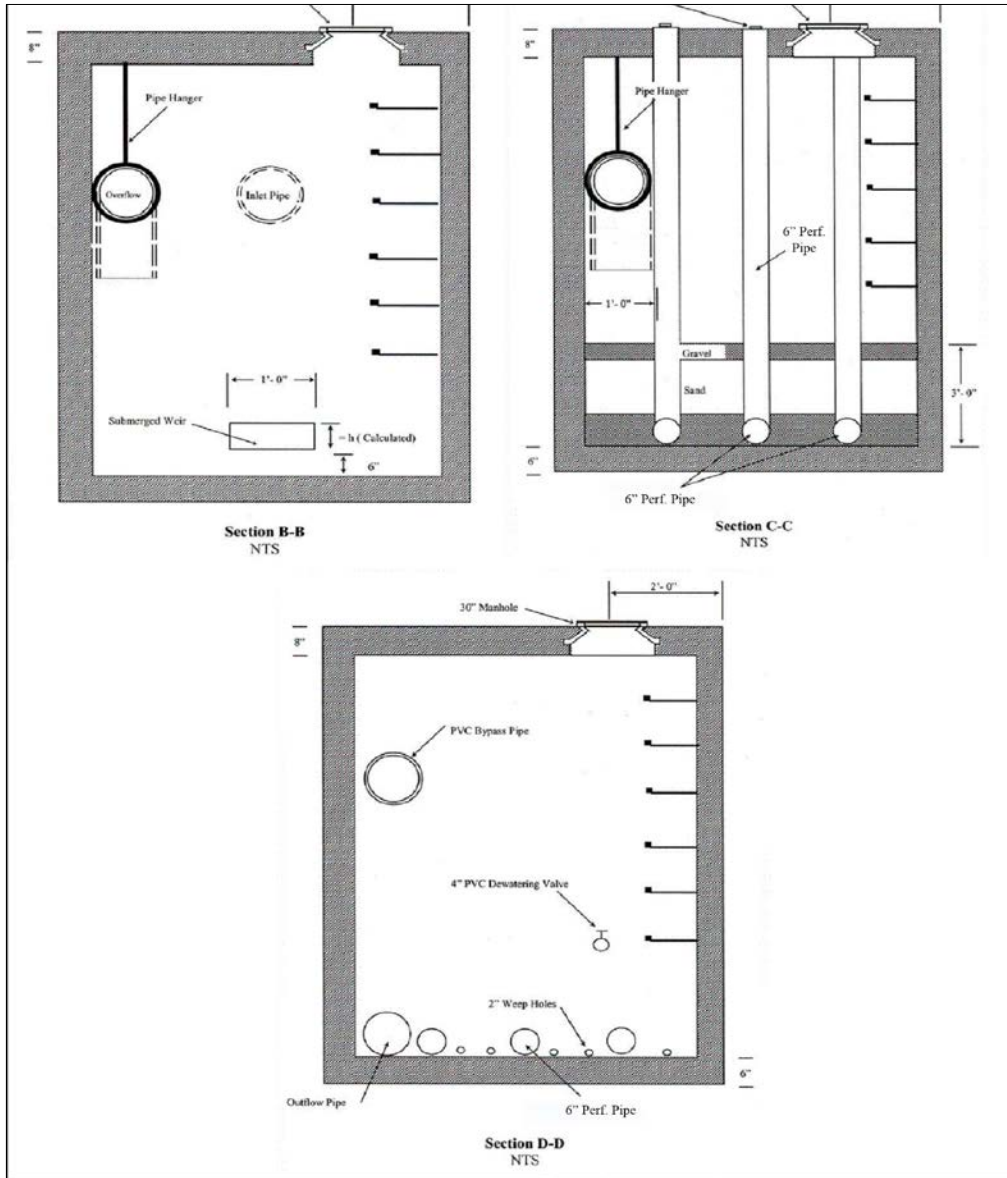 8"
Pipe Hanger
Overflow
Inlet Pipe
1'- 0"
Submerged Weir
= h ( Calculated)
6"
Section B-B
NTS
8"
Pipe Hanger
6" Perf.
Pipe
1'- 0"
Gravel
Sand
3'- 0"
6"
6" Perf. Pipe
Section C-C
NTS
2'- 0"
30" Manhole
8"
PVC Bypass Pipe
4" PVC Dewatering Valve
2" Weep Holes
6"
Outflow Pipe
6" Perf. Pipe
Section D-D
NTS